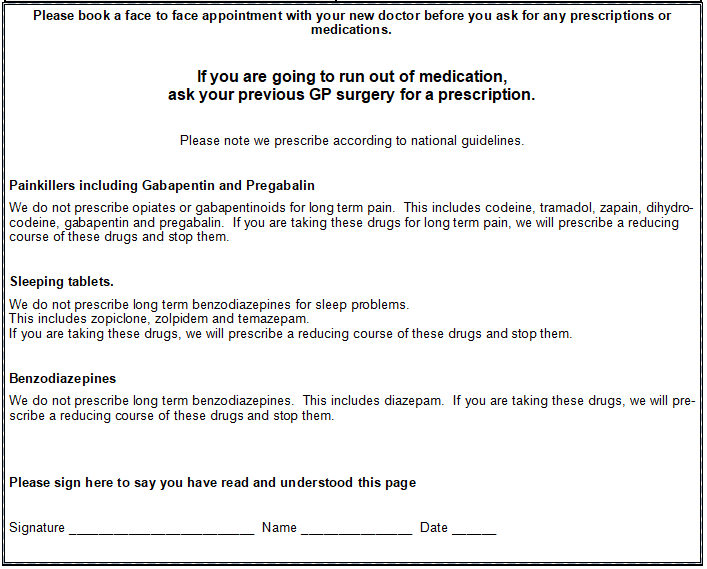 Please book a face to face appointment with your new doctor before you ask for any prescriptions or
medications.
If you are going to run out of medication,
ask your previous GP surgery for a prescription.
Please note we prescribe according to national guidelines.
Painkillers including Gabapentin and Pregabalin
We do not prescribe opiates or gabapentinoids for long term pain.  This includes codeine, tramadol, zapain, dihydro-
codeine, gabapentin and pregabalin.  If you are taking these drugs for long term pain, we will prescribe a reducing
course of these drugs and stop them.
Sleeping tablets.
We do not prescribe long term benzodiazepines for sleep problems.
This includes zopiclone, zolpidem and temazepam.
If you are taking these drugs, we will prescribe a reducing course of these drugs and stop them.
Benzodiazepines
We do not prescribe long term benzodiazepines.  This includes diazepam.  If you are taking these drugs, we will pre-
scribe a reducing course of these drugs and stop them.
Please sign here to say you have read and understood this page
Signature _________________________ Name _______________ Date ______